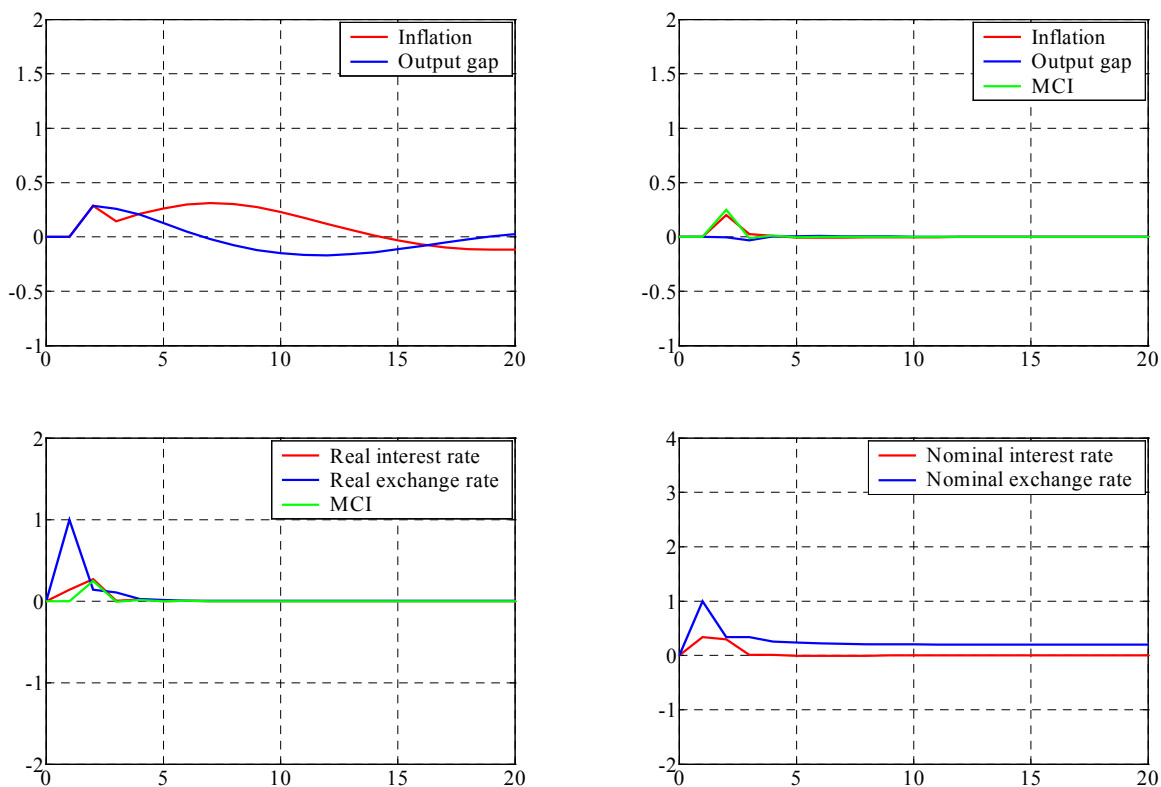 2
1.5
1
0.5
0
-0.5
-1
0 5 10 15 20
Inflation
Output gap
2
1.5
1
0.5
0
-0.5
-1
0 5 10 15 20
Inflation
Output gap
MCI
2
1
0
-1
-2
0 5 10 15 20
Real interest rate
Real exchange rate
MCI
4
3
2
1
0
-1
-2
0 5 10 15 20
Nominal interest rate
Nominal exchange rate